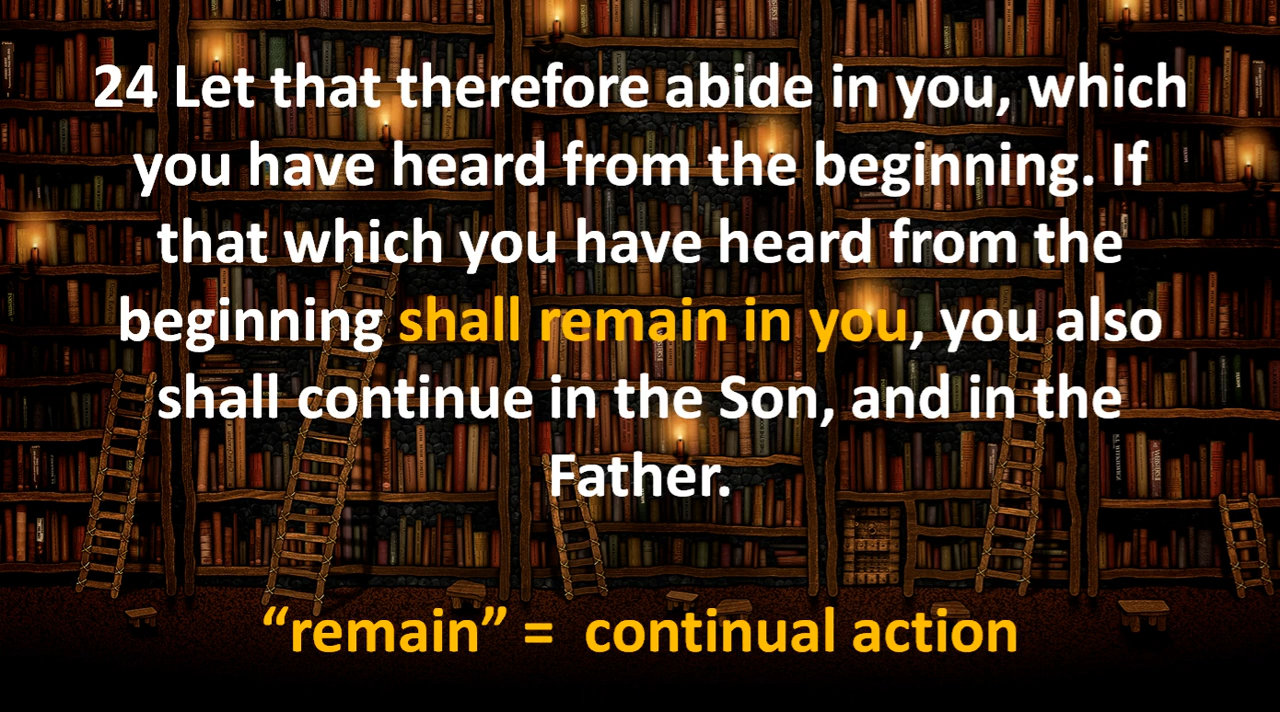 24 Let that therefore abide in you, which
you have heard from the beginning. If
that which you have heard from the
beginning shall remain in you, you also
shall continue in the Son, and in the
Father.
“remain” = continual action